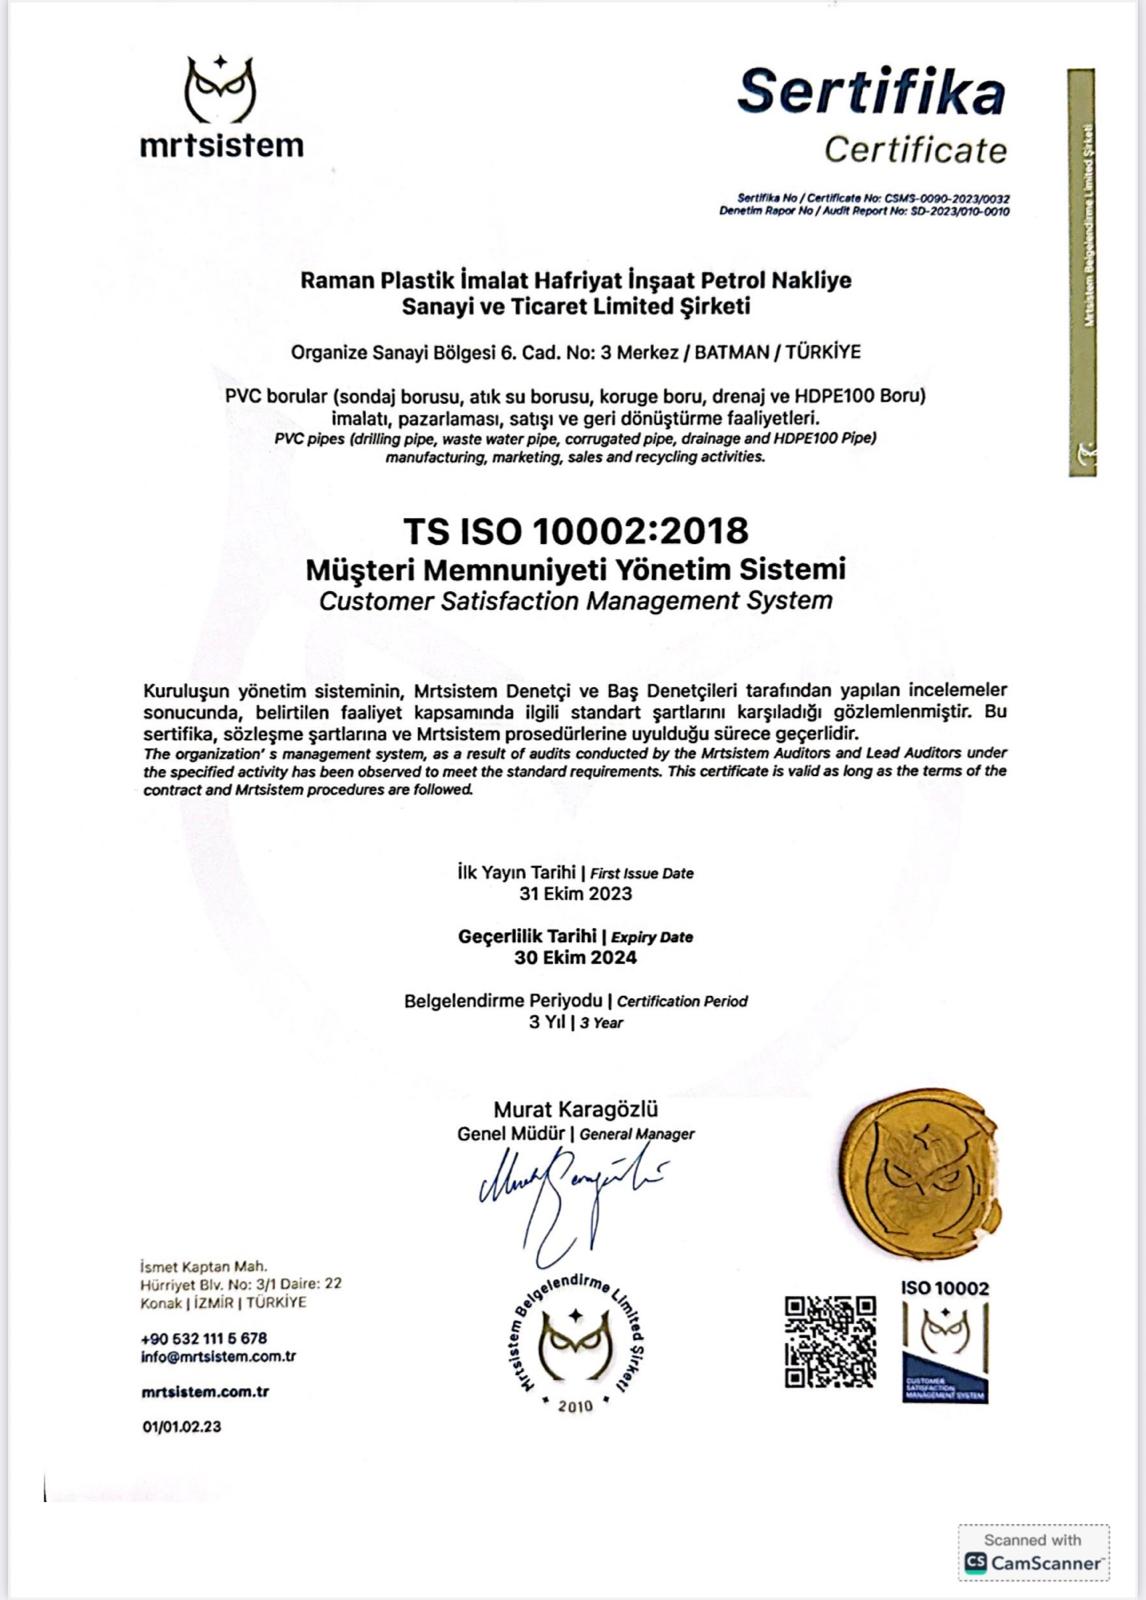 mrtsistem
Sertifika
Certificate
Sertifika No / Certificate No: CSMS-0090-2023/0032
Denetim Rapor No / Audit Report No: SD-2023/010-0010
Mrtsistem Belgelendirme Limited Şirketi
Raman Plastik İmalat Hafriyat İnşaat Petrol Nakliye
Sanayi ve Ticaret Limited Şirketi
Organize Sanayi Bölgesi 6. Cad. No: 3 Merkez / BATMAN / TÜRKİYE
PVC borular (sondaj borusu, atık su borusu, koruge boru, drenaj ve HDPE100 Boru)
imalatı, pazarlaması, satışı ve geri dönüştürme faaliyetleri.
PVC pipes (drilling pipe, waste water pipe, corrugated pipe, drainage and HDPE100 Pipe)
manufacturing, marketing, sales and recycling activities.
TS ISO 10002:2018
Müşteri Memnuniyeti Yönetim Sistemi
Customer Satisfaction Management System
Kuruluşun yönetim sisteminin, Mrtsistem Denetçi ve Baş Denetçileri tarafından yapılan incelemeler
sonucunda, belirtilen faaliyet kapsamında ilgili standart şartlarını karşıladığı gözlemlenmiştir. Bu
sertifika, sözleşme şartlarına ve Mrtsistem prosedürlerine uyulduğu sürece geçerlidir.
The organization' s management system, as a result of audits conducted by the Mrtsistem Auditors and Lead Auditors under
the specified activity has been observed to meet the standard requirements. This certificate is valid as long as the terms of the
contract and Mrtsistem procedures are followed.
İlk Yayın Tarihi | First Issue Date
31 Ekim 2023
Geçerlilik Tarihi | Expiry Date
30 Ekim 2024
Belgelendirme Periyodu | Certification Period
3 Yıl | 3 Year
Murat Karagözlü
Genel Müdür | General Manager
İsmet Kaptan Mah.
Hürriyet Blv. No: 3/1 Daire: 22
Konak | İZMİR | TÜRKİYE
+90 532 111 5 678
info@mrtsistem.com.tr
mrtsistem.com.tr
01/01.02.23
Mrtsistem Belgelendirme Limited Şirketi
2010
ISO 10002
CUSTOMER
SATISFACTION
MANAGEMENT SYSTEM
Scanned with
CS CamScanner